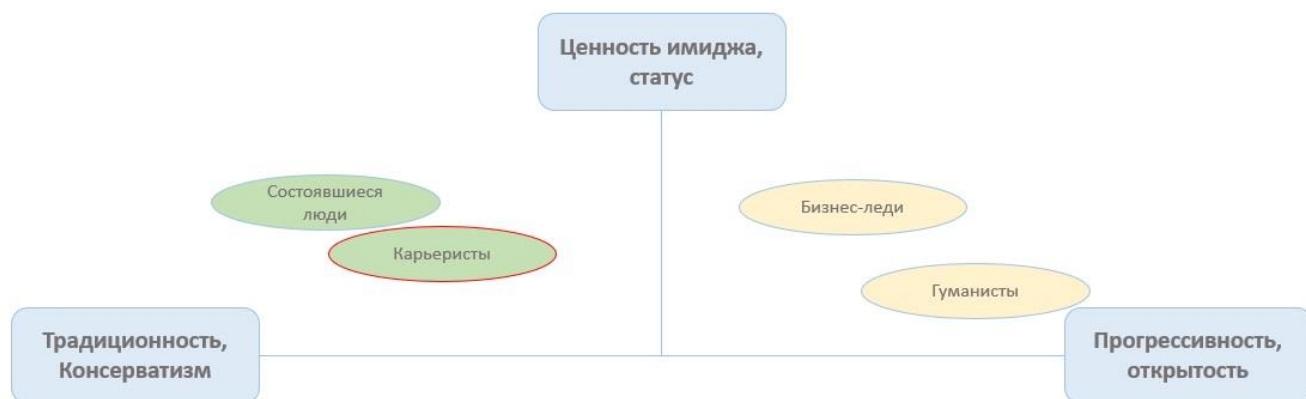 Ценность имиджа,
статус
Состоявшиеся
люди
Бизнес-леди
Карьеристы
Гуманисты
Традиционность,
Консерватизм
Прогрессивность,
открытость